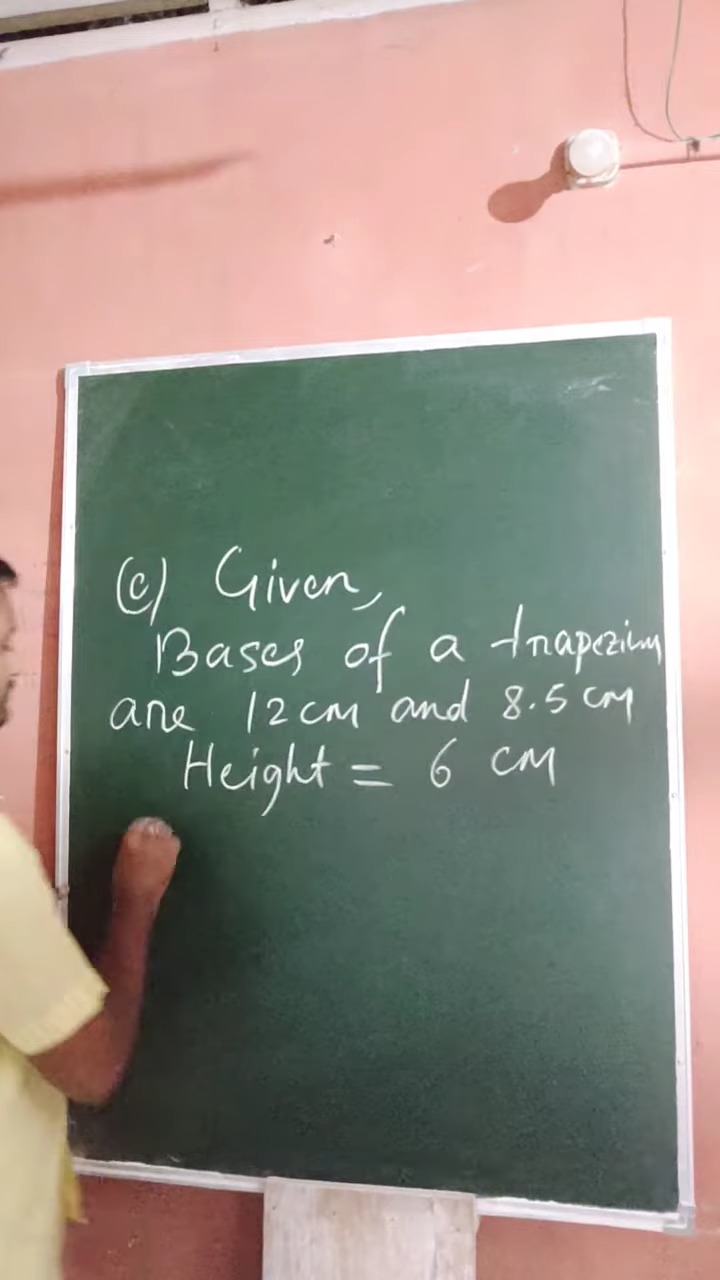 (c) Given,
Bases of a trapezium
are 12 cm and 8.5 cm
Height = 6 cm